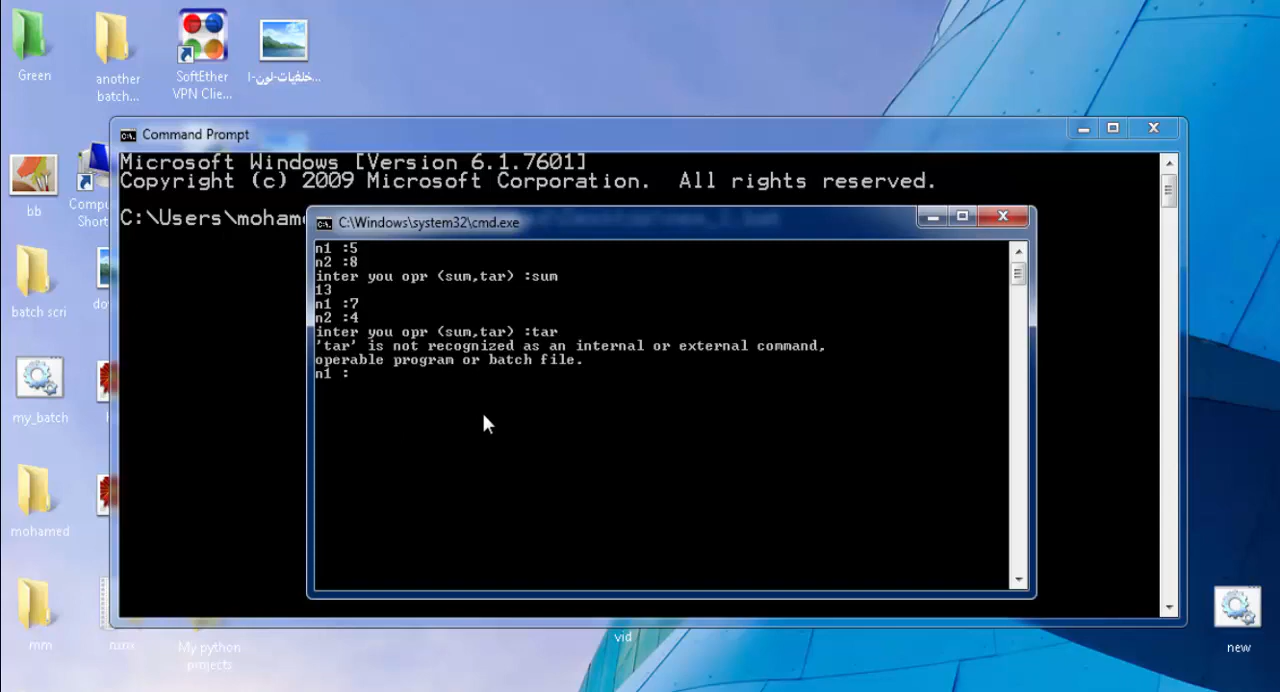 Green
another
batch...
SoftEther
VPN Clie...
خلفيات-لون-ا...
Command Prompt
Microsoft Windows [Version 6.1.7601]
Copyright (c) 2009 Microsoft Corporation.  All rights reserved.
C:\Users\mohame
bb
Compu
Short
batch scri
do
my_batch
mohamed
mm
My python
projects
C:\Windows\system32\cmd.exe
n1 :5
n2 :8
inter you opr (sum,tar) :sum
13
n1 :7
n2 :4
inter you opr (sum,tar) :tar
'tar' is not recognized as an internal or external command,
operable program or batch file.
n1 :
vid
new